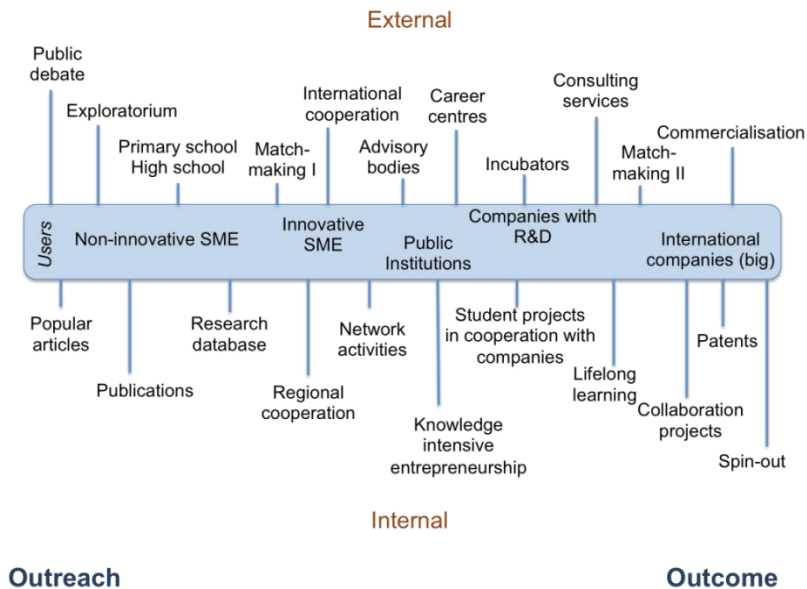 External
Public
debate
Exploratorium
Primary school
High school
Match-
making I
International
cooperation
Advisory
bodies
Career
centres
Incubators
Consulting
services
Match-
making II
Commercialisation
Users
Non-innovative SME
Innovative
SME
Public
Institutions
Companies with
R&D
International
companies (big)
Popular
articles
Publications
Research
database
Regional
cooperation
Network
activities
Knowledge
intensive
entrepreneurship
Student projects
in cooperation with
companies
Lifelong
learning
Collaboration
projects
Patents
Spin-out
Internal
Outreach
Outcome